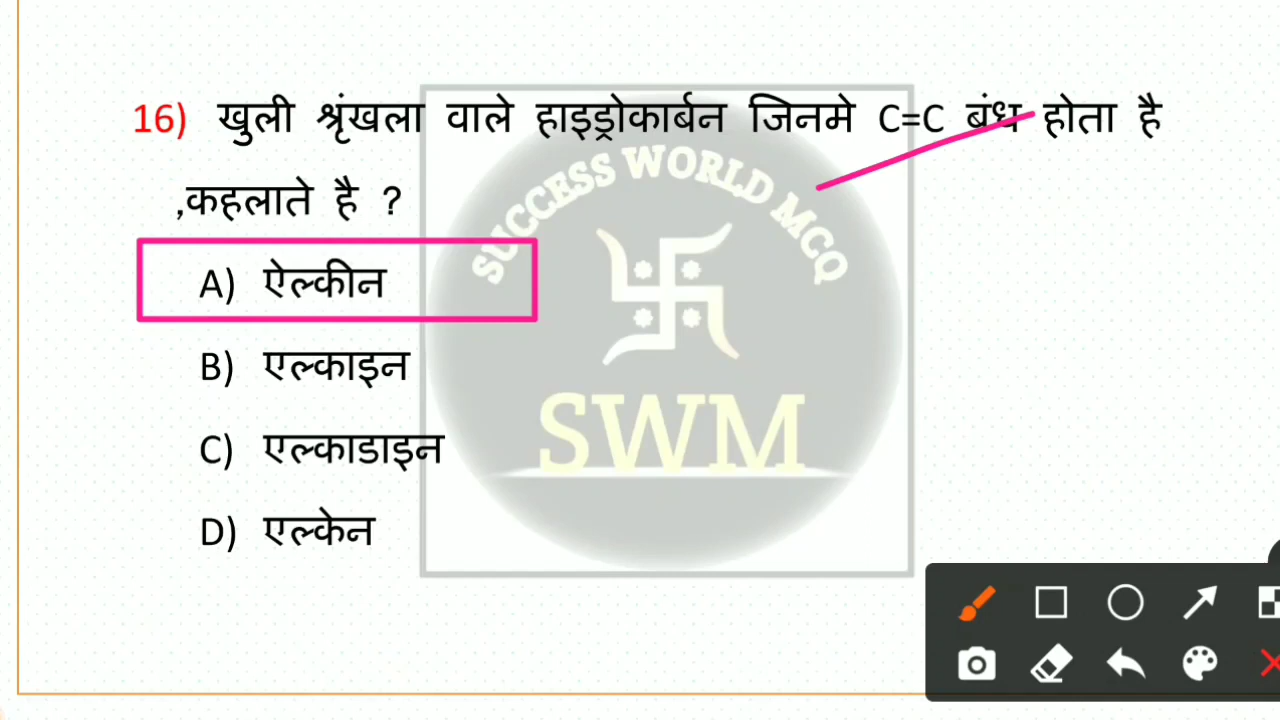 16) खुली श्रृंखला वाले हाइड्रोकार्बन जिनमे C=C बंध होता है
,कहलाते है ?
A) ऐल्कीन
B) एल्काइन
C) एल्काडाइन
D) एल्केन
SUCCESS WORLD MCQ
SWM